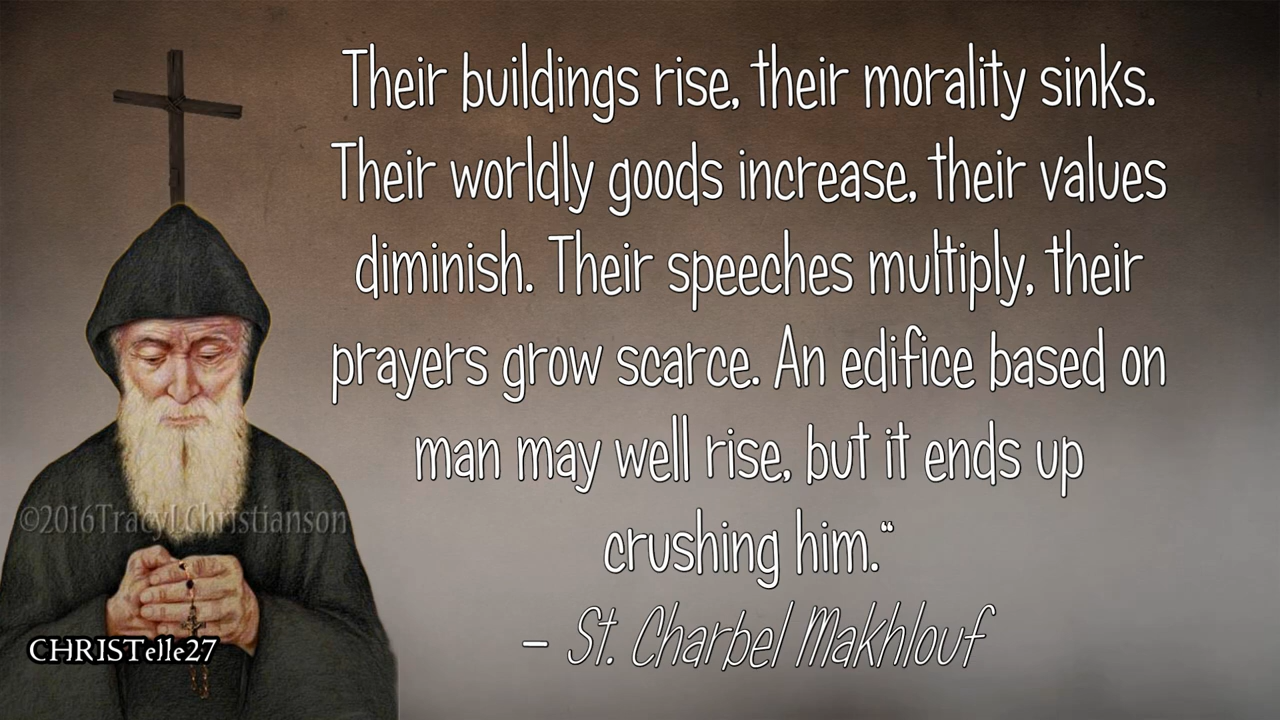 Their buildings rise, their morality sinks.
Their worldly goods increase, their values
diminish. Their speeches multiply, their
prayers grow scarce. An edifice based on
man may well rise, but it ends up
crushing him.“
– St. Charbel Makhlouf
©2016TracyLChristianson
CHRISTelle27